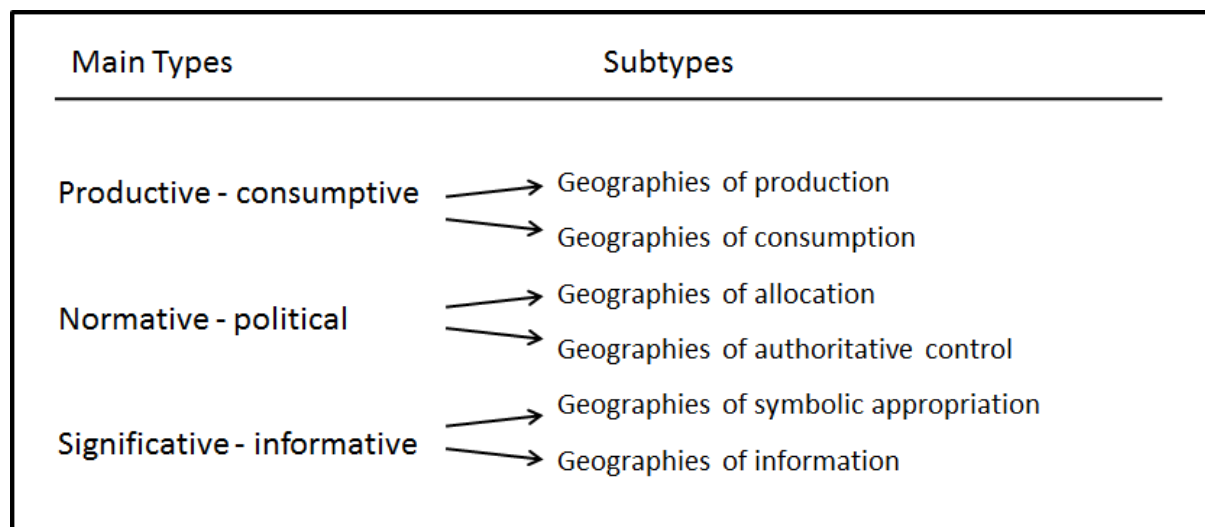 Main Types Subtypes
Productive - consumptive
Geographies of production
Geographies of consumption
Normative - political
Geographies of allocation
Geographies of authoritative control
Significative - informative
Geographies of symbolic appropriation
Geographies of information